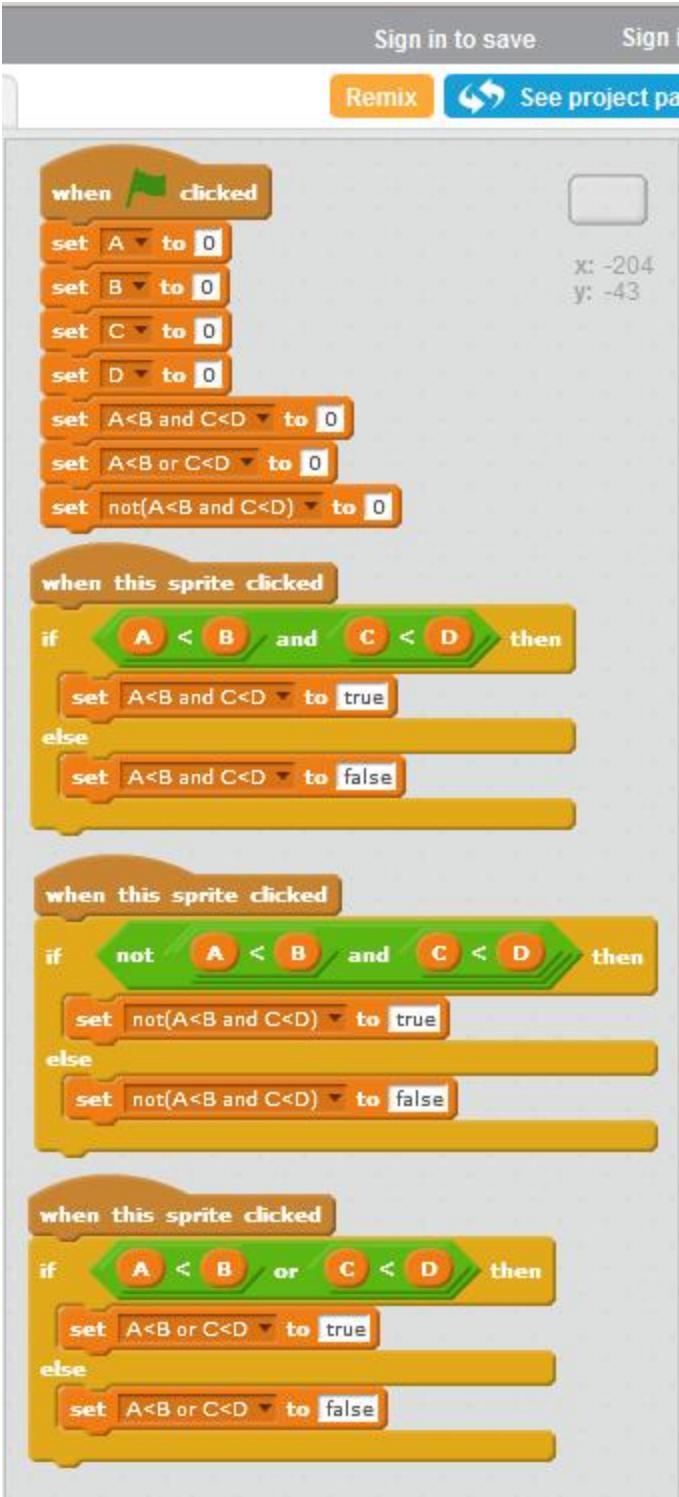 Sign in to save Sign i
Remix See project pa
when clicked
set A to 0
x: -204
set B to 0
y: -43
set C to 0
set D to 0
set A<B and C<D to 0
set A<B or C<D to 0
set not(A<B and C<D) to 0
when this sprite clicked
if A < B and C < D then
set A<B and C<D to true
else
set A<B and C<D to false
when this sprite clicked
if not A < B and C < D then
set not(A<B and C<D) to true
else
set not(A<B and C<D) to false
when this sprite clicked
if A < B or C < D then
set A<B or C<D to true
else
set A<B or C<D to false